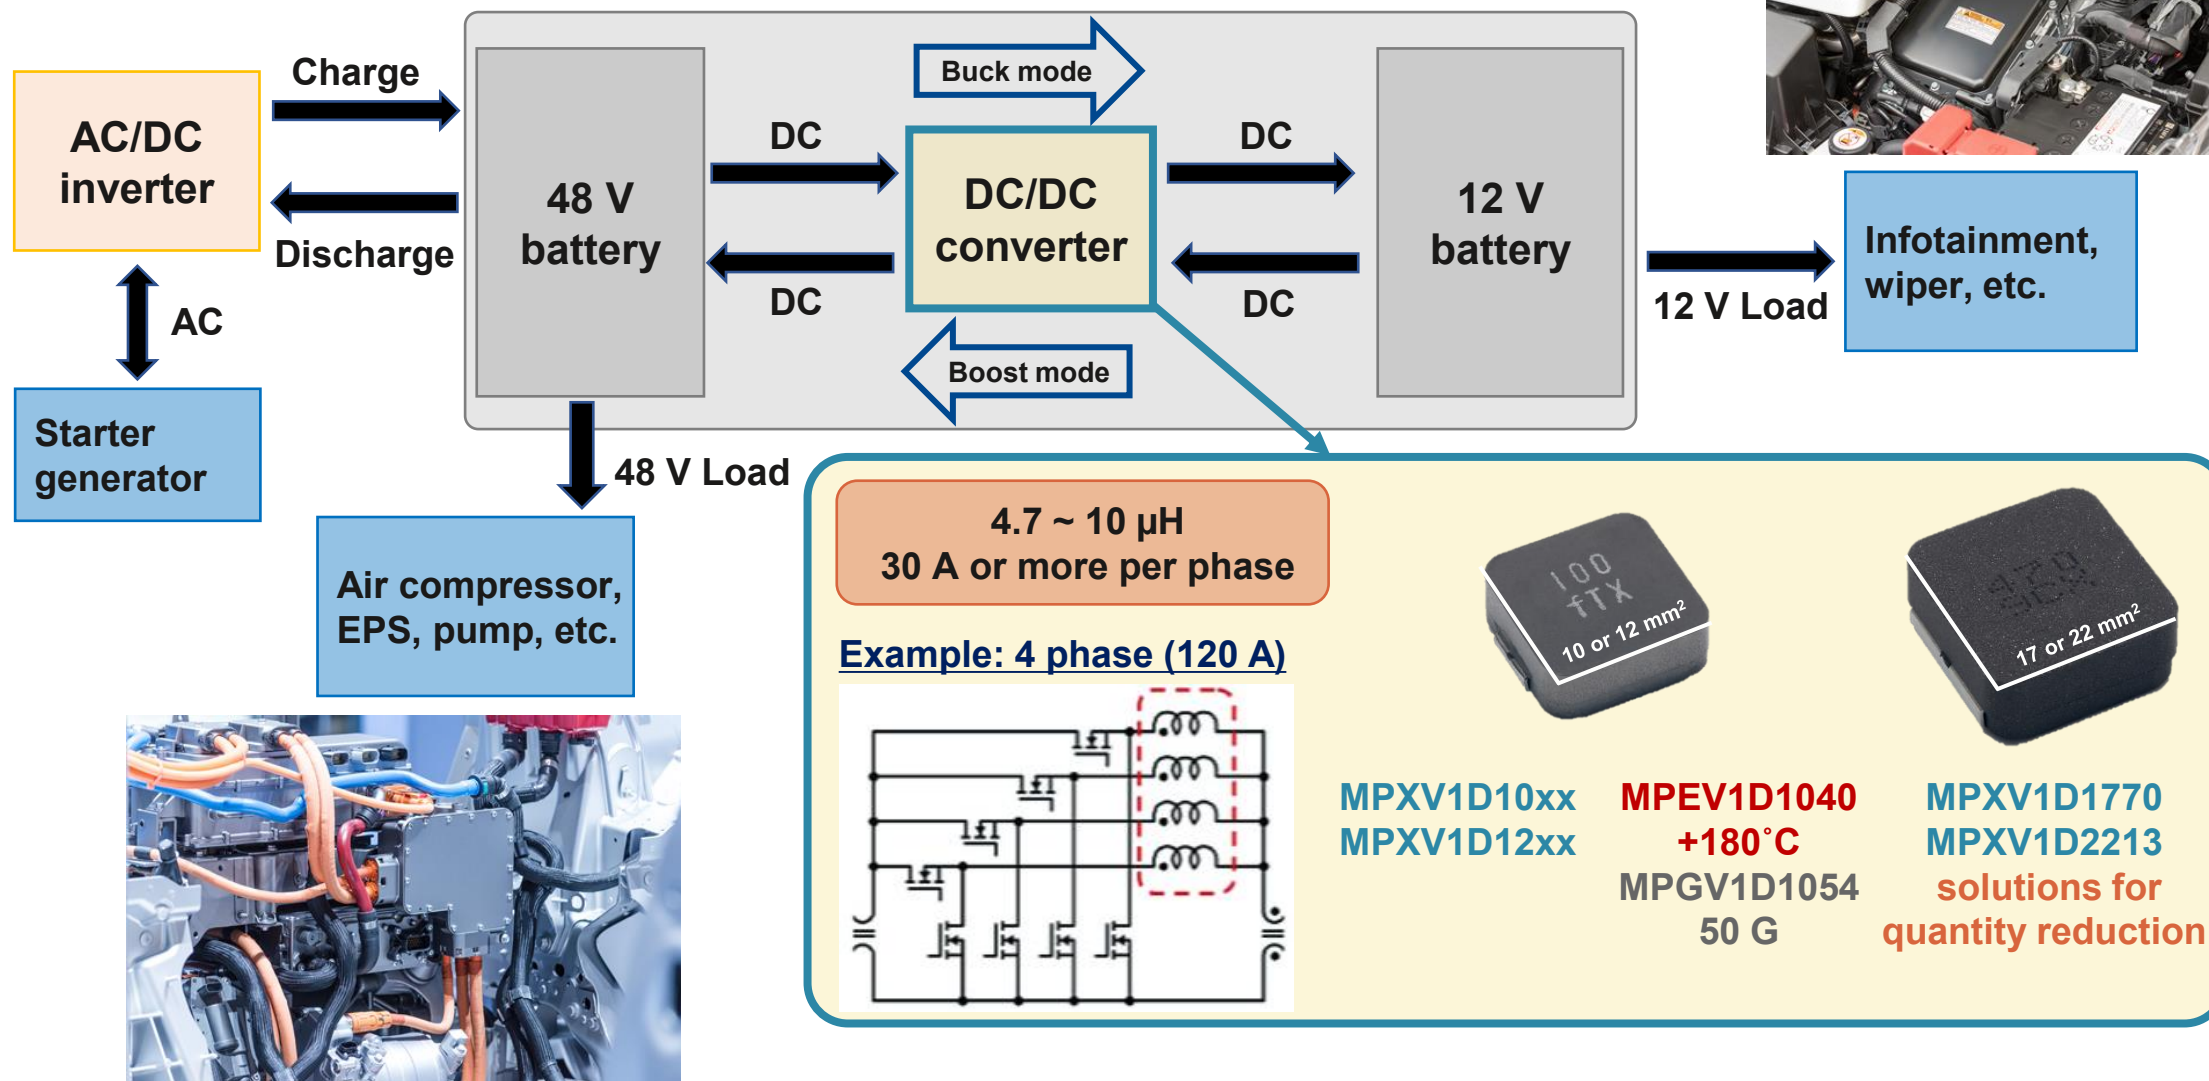 Charge
AC/DC
inverter
Discharge
AC
Starter
generator
48 V
battery
Buck mode
DC
DC
DC/DC
converter
DC
DC
Boost mode
12 V
battery
12 V Load
Infotainment,
wiper, etc.
48 V Load
Air compressor,
EPS, pump, etc.
4.7 ~ 10 µH
30 A or more per phase
Example: 4 phase (120 A)
100
fTX
10 or 12 mm²
17 or 22 mm²
MPXV1D10xx
MPXV1D12xx
MPEV1D1040
+180˚C
MPGV1D1054
50 G
MPXV1D1770
MPXV1D2213
solutions for
quantity reduction